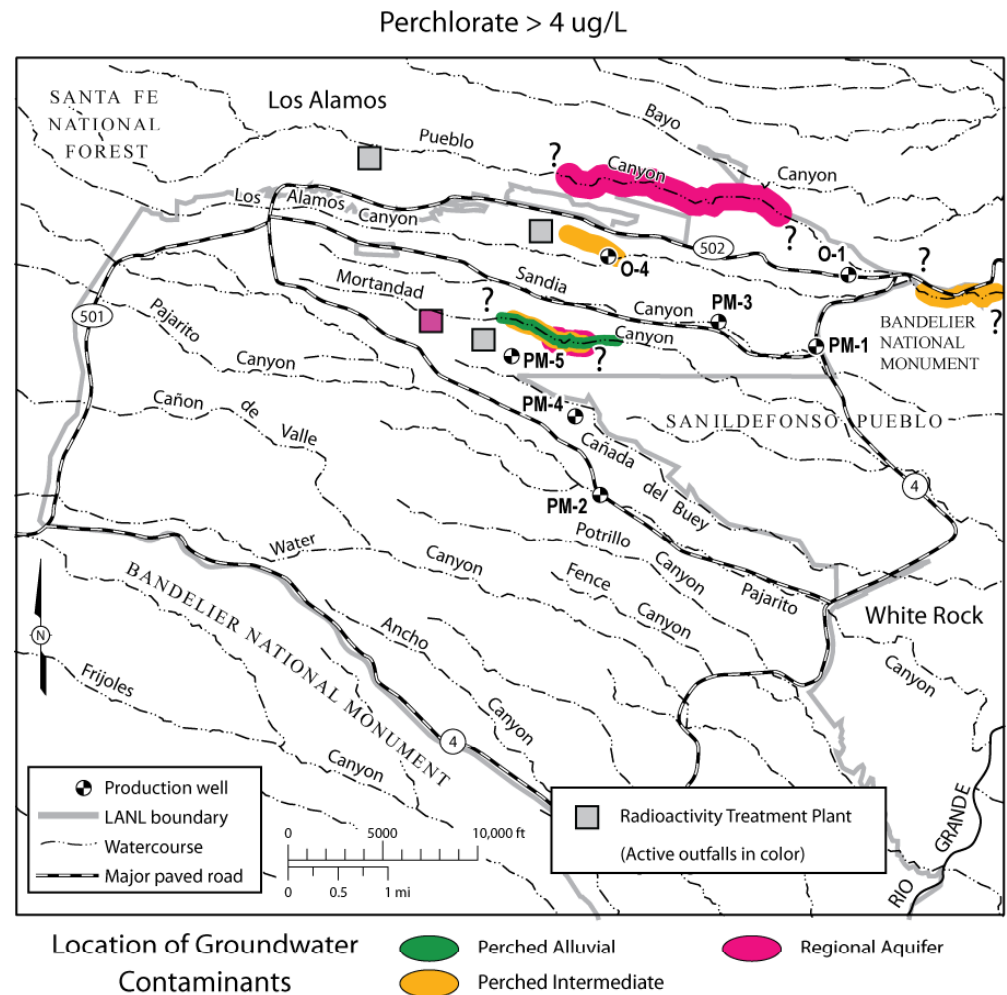 Perchlorate > 4 ug/L
SANTA FE
NATIONAL
FOREST
Los Alamos
Pueblo
Bayo
?
Canyon
Canyon
?
Los Alamos Canyon
502
O-1
?
O-4
Sandia
Canyon
PM-3
Mortandad
?
Canyon
?
501
Pajarito
Canyon
PM-5
?
PM-1
BANDELIER
NATIONAL
MONUMENT
Cañon de Valle
PM-4
SAN ILDEFONSO PUEBLO
Cañada del Buey
4
PM-2
Potrillo
Canyon
Water
Canyon
Fence
Canyon
Pajarito
White Rock
BANDELIER NATIONAL MONUMENT
N
Ancho
Canyon
Canyon
Frijoles
Canyon
4
RIO GRANDE
Production well
LANL boundary
Watercourse
Major paved road
0 5000 10,000 ft
0 0.5 1 mi
Radioactivity Treatment Plant
(Active outfalls in color)
Location of Groundwater
Contaminants
Perched Alluvial
Perched Intermediate
Regional Aquifer